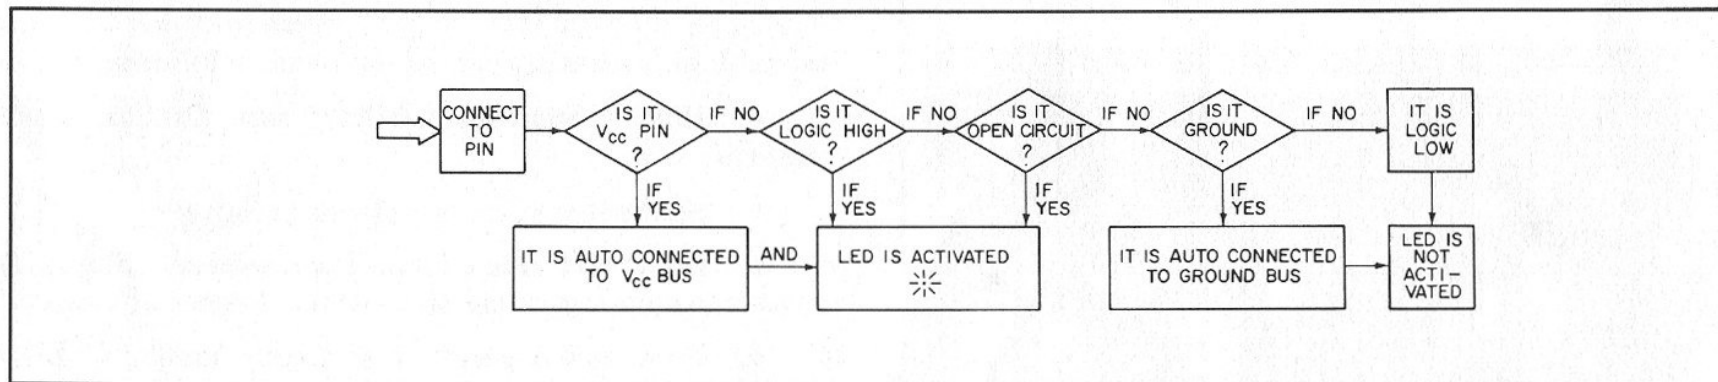 CONNECT
TO
PIN
IS IT
Vcc PIN
?
IF NO
IS IT
LOGIC HIGH
?
IF NO
IS IT
OPEN CIRCUIT
?
IF NO
IS IT
GROUND
?
IF NO
IT IS
LOGIC
LOW
IF
YES
IF
YES
IF
YES
IF
YES
IT IS AUTO CONNECTED
TO Vcc BUS
AND
LED IS ACTIVATED
IT IS AUTO CONNECTED
TO GROUND BUS
LED IS
NOT
ACTI-
VATED